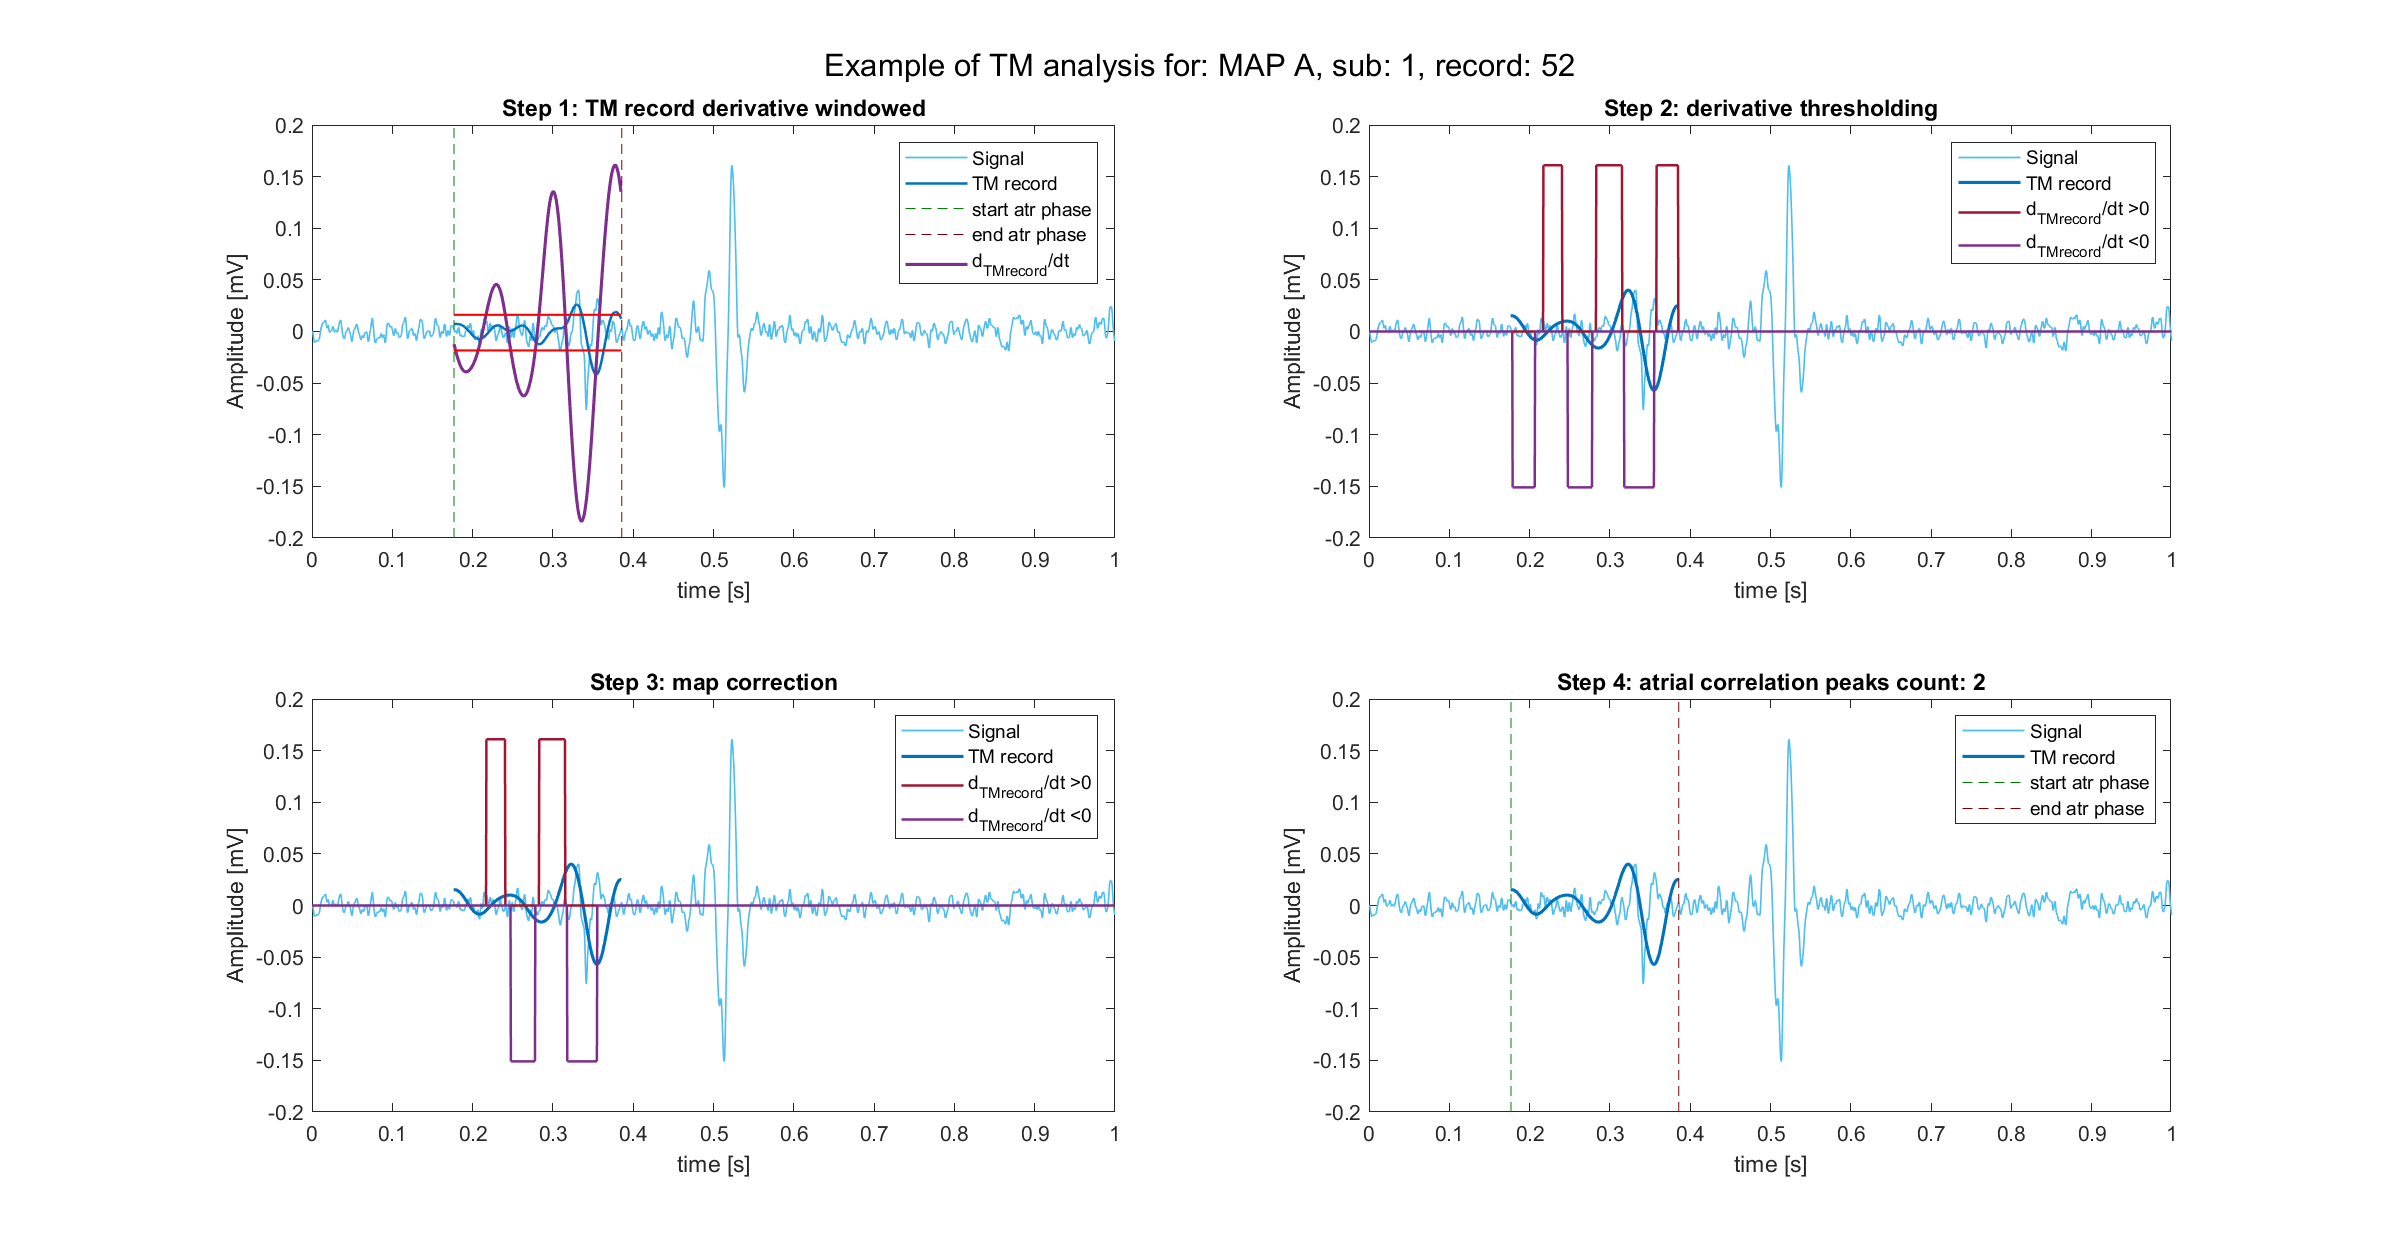 Example of TM analysis for: MAP A, sub: 1, record: 52
Step 1: TM record derivative windowed
0.2
0.15
0.1
0.05
0
-0.05
-0.1
-0.15
-0.2
Amplitude [mV]
0 0.1 0.2 0.3 0.4 0.5 0.6 0.7 0.8 0.9 1
time [s]
Signal
TM record
start atr phase
end atr phase
dTMrecord/dt
Step 2: derivative thresholding
0.2
0.15
0.1
0.05
0
-0.05
-0.1
-0.15
-0.2
Amplitude [mV]
0 0.1 0.2 0.3 0.4 0.5 0.6 0.7 0.8 0.9 1
time [s]
Signal
TM record
dTMrecord/dt >0
dTMrecord/dt <0
Step 3: map correction
0.2
0.15
0.1
0.05
0
-0.05
-0.1
-0.15
-0.2
Amplitude [mV]
0 0.1 0.2 0.3 0.4 0.5 0.6 0.7 0.8 0.9 1
time [s]
Signal
TM record
dTMrecord/dt >0
dTMrecord/dt <0
Step 4: atrial correlation peaks count: 2
0.2
0.15
0.1
0.05
0
-0.05
-0.1
-0.15
-0.2
Amplitude [mV]
0 0.1 0.2 0.3 0.4 0.5 0.6 0.7 0.8 0.9 1
time [s]
Signal
TM record
start atr phase
end atr phase